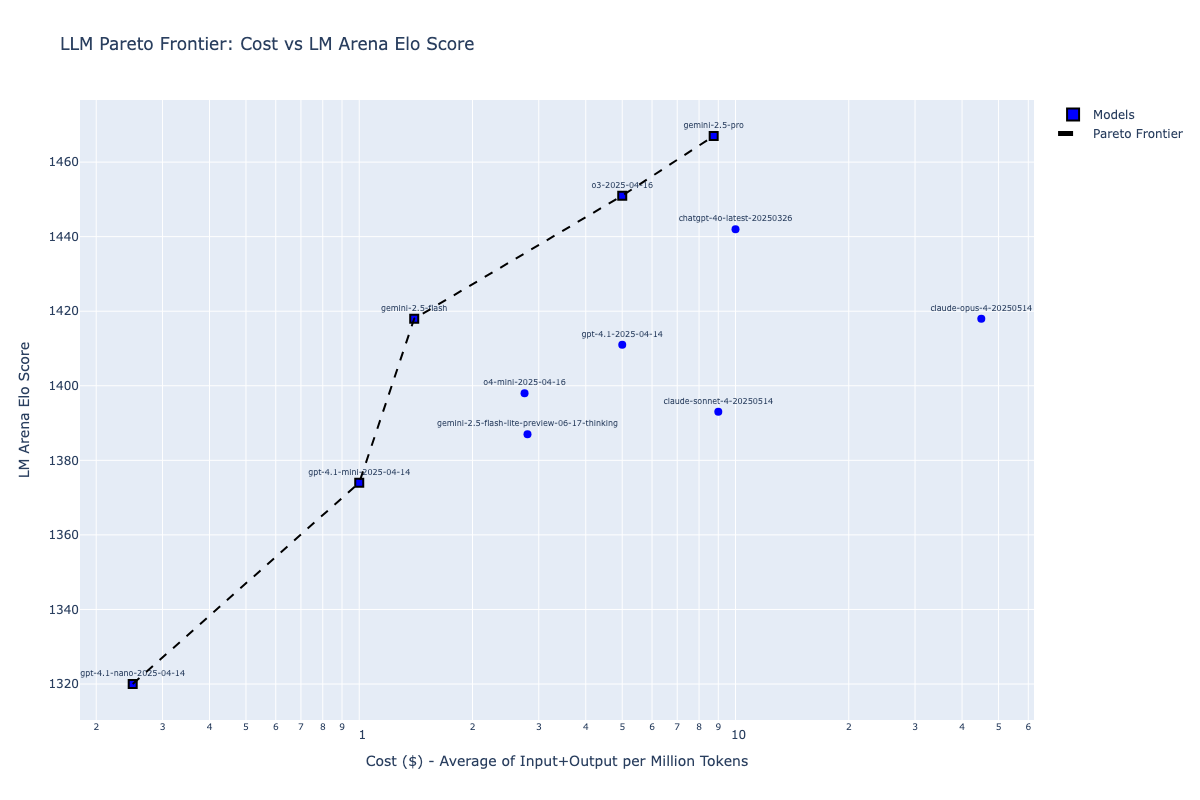 LLM Pareto Frontier: Cost vs LM Arena Elo Score
Models
Pareto Frontier
gemini-2.5-pro
o3-2025-04-16
chatgpt-4o-latest-20250326
gemini-2.5-flash
claude-opus-4-20250514
gpt-4.1-2025-04-14
o4-mini-2025-04-16
claude-sonnet-4-20250514
gemini-2.5-flash-lite-preview-06-17-thinking
gpt-4.1-mini-2025-04-14
gpt-4.1-nano-2025-04-14
1460
1440
1420
1400
1380
1360
1340
1320
LM Arena Elo Score
2 3 4 5 6 7 8 9 2 3 4 5 6 7 8 9 2 3 4 5 6
1 10
Cost ($) - Average of Input+Output per Million Tokens